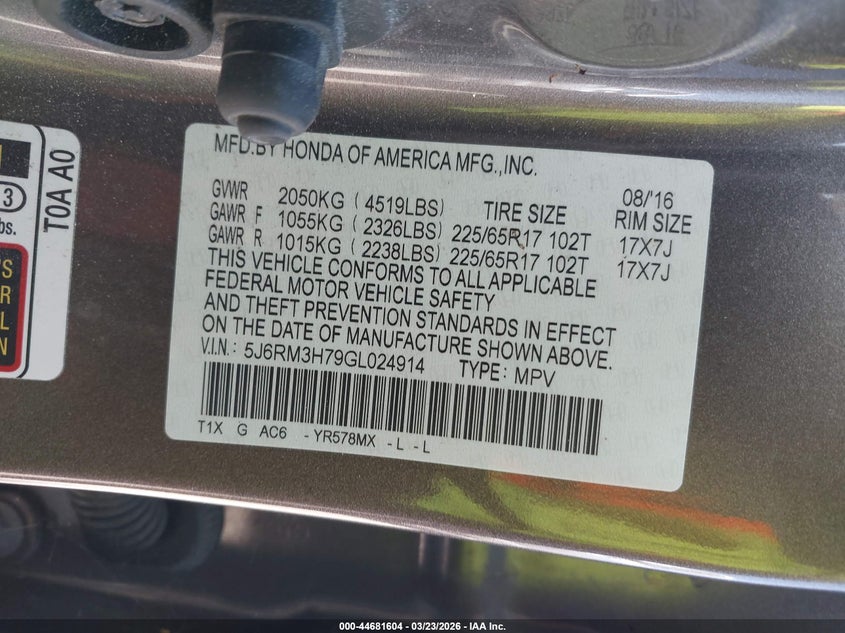 MFD.BY HONDA OF AMERICA MFG.,INC.
08/'16
GVWR 2050KG ( 4519LBS) TIRE SIZE RIM SIZE
GAWR F 1055KG ( 2326LBS) 225/65R17 102T 17X7J
GAWR R 1015KG ( 2238LBS) 225/65R17 102T 17X7J
THIS VEHICLE CONFORMS TO ALL APPLICABLE
FEDERAL MOTOR VEHICLE SAFETY
AND THEFT PREVENTION STANDARDS IN EFFECT
ON THE DATE OF MANUFACTURE SHOWN ABOVE.
V.I.N.: 5J6RM3H79GL024914 TYPE: MPV
T1X G AC6 - YR578MX - L - L
T0A A0
3
bs.
000-44681604 - 03/23/2026 - IAA Inc.